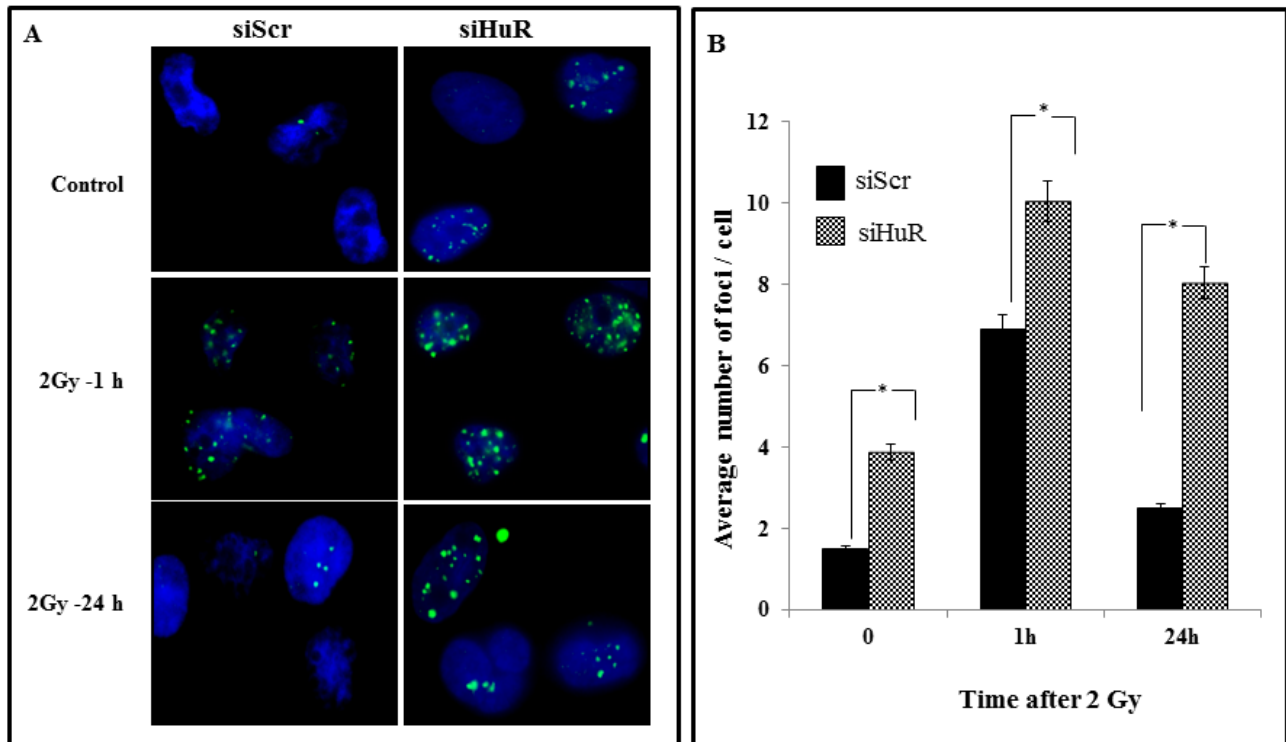 A
siScr
siHuR
Control
2Gy -1 h
2Gy -24 h
B
Average number of foci / cell
12
10
8
6
4
2
0
siScr
siHuR
*
*
*
0
1h
24h
Time after 2 Gy